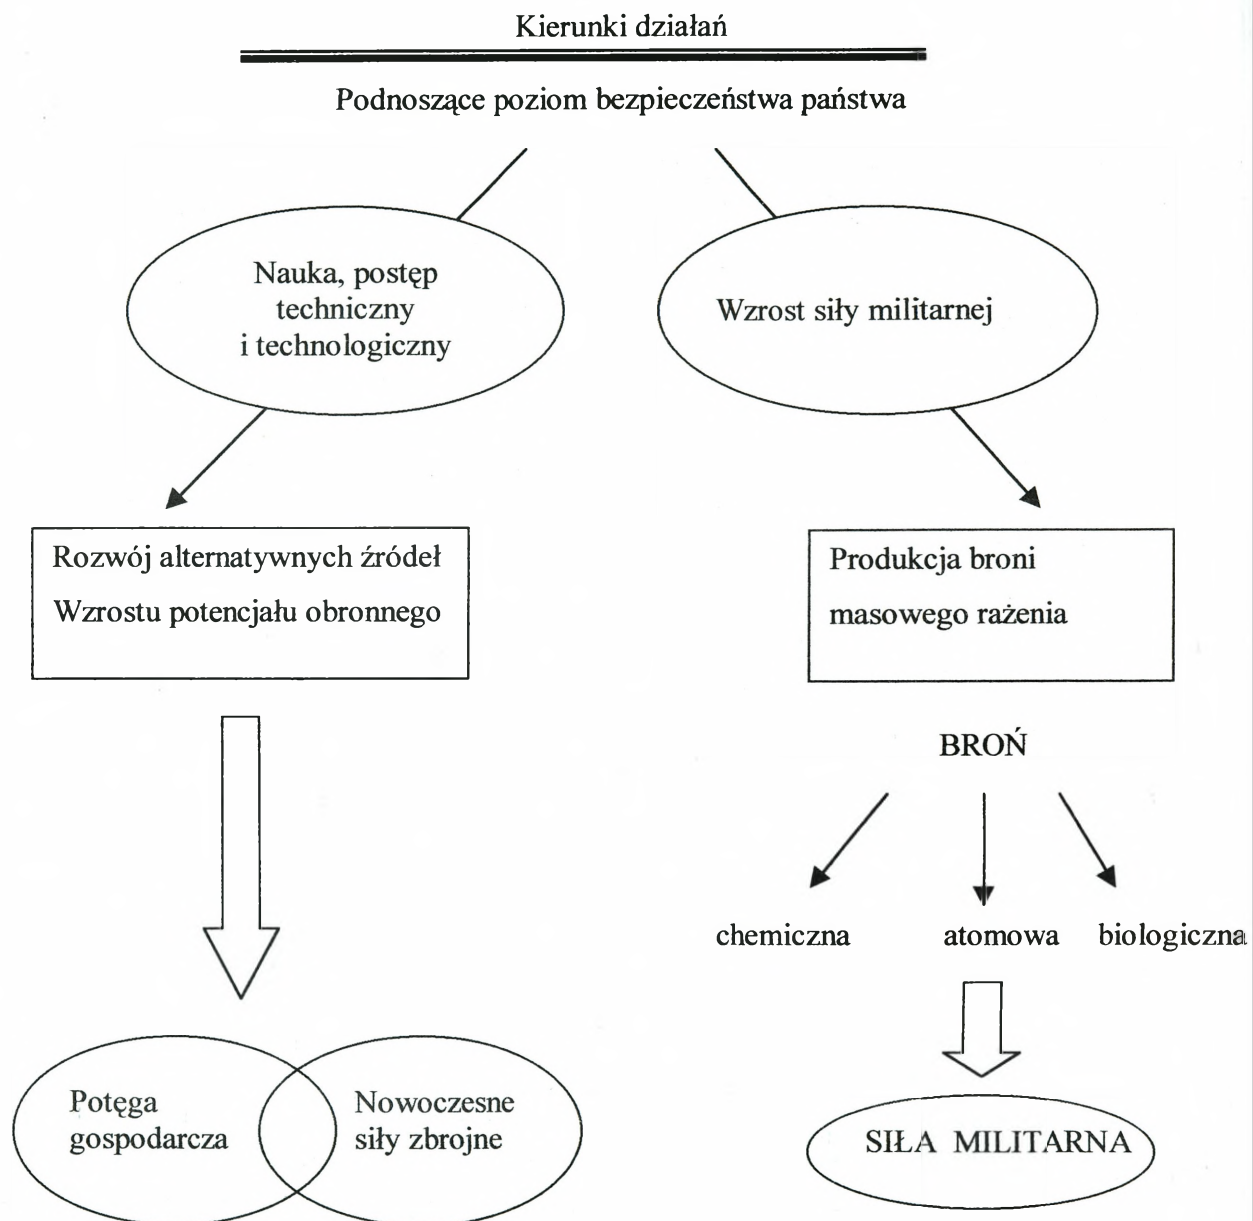 Kierunki działań
Podnoszące poziom bezpieczeństwa państwa
Nauka, postęp
techniczny
i technologiczny
Wzrost siły militarnej
Rozwój alternatywnych źródeł
Wzrostu potencjału obronnego
Produkcja broni
masowego rażenia
BROŃ
chemiczna
atomowa
biologiczna
Potęga
gospodarcza
Nowoczesne
siły zbrojne
SIŁA MILITARNA